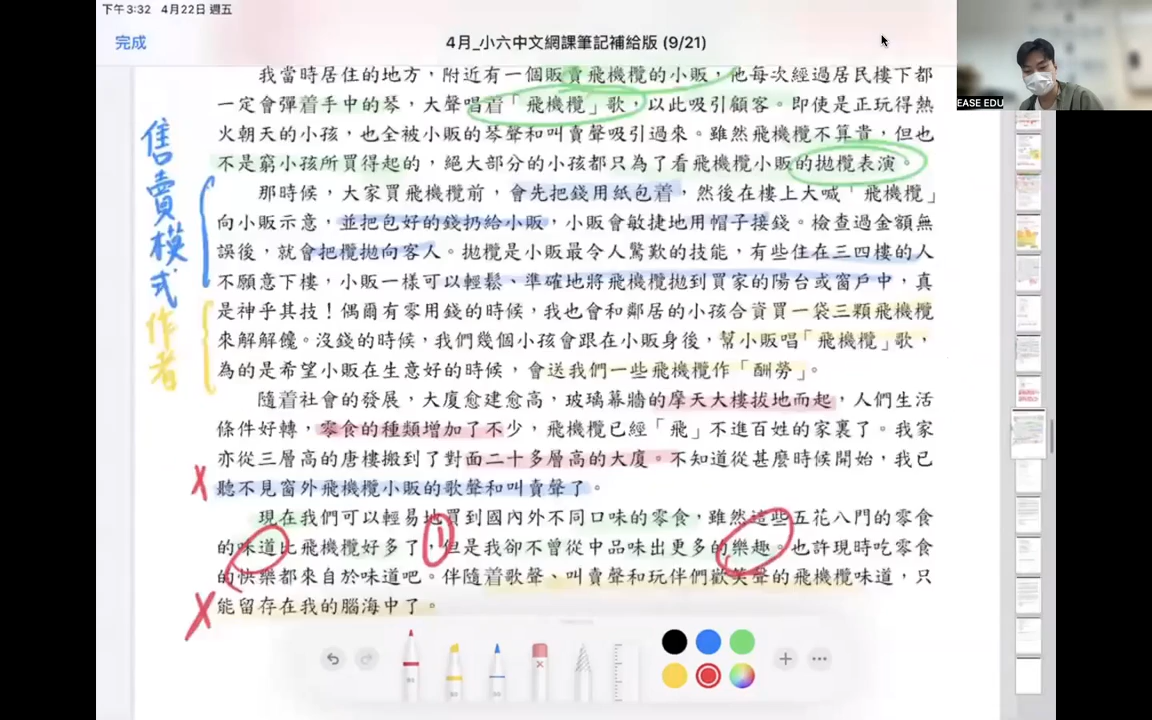 下午3:32 4月22日 週五
完成
4月_小六中文網課筆記補給版 (9/21)
EASE EDU
我當時居住的地方，附近有一個販賣飛機欖的小販，他每次經過居民樓下都
一定會彈着手中的琴，大聲唱着「飛機欖」歌，以此吸引顧客。即使是正玩得熱
火朝天的小孩，也全被小販的琴聲和叫賣聲吸引過來。雖然飛機欖不算貴，但也
不是窮小孩所買得起的，絕大部分的小孩都只為了看飛機欖小販的拋欖表演。
售賣模式
那時候，大家買飛機欖前，會先把錢用紙包着，然後在樓上大喊「飛機欖」
向小販示意，並把包好的錢扔給小販，小販會敏捷地用帽子接錢。檢查過金額無
誤後，就會把欖拋向客人。拋欖是小販最令人驚歎的技能，有些住在三四樓的人
不願意下樓，小販一樣可以輕鬆、準確地將飛機欖拋到買家的陽台或窗戶中，真
作者
是神乎其技！偶爾有零用錢的時候，我也會和鄰居的小孩合資買一袋三顆飛機欖
來解解饞。沒錢的時候，我們幾個小孩會跟在小販身後，幫小販唱「飛機欖」歌，
為的是希望小販在生意好的時候，會送我們一些飛機欖作「酬勞」。
隨着社會的發展，大廈愈建愈高，玻璃幕牆的摩天大樓拔地而起，人們生活
條件好轉，零食的種類增加了不少，飛機欖已經「飛」不進百姓的家裏了。我家
亦從三層高的唐樓搬到了對面二十多層高的大廈。不知道從甚麼時候開始，我已
X
聽不見窗外飛機欖小販的歌聲和叫賣聲了。
現在我們可以輕易地買到國內外不同口味的零食，雖然這些五花八門的零食
的味道比飛機欖好多了，但是我卻不曾從中品味出更多的樂趣。也許現時吃零食
①
的快樂都來自於味道吧。伴隨着歌聲、叫賣聲和玩伴們歡笑聲的飛機欖味道，只
X
能留存在我的腦海中了。